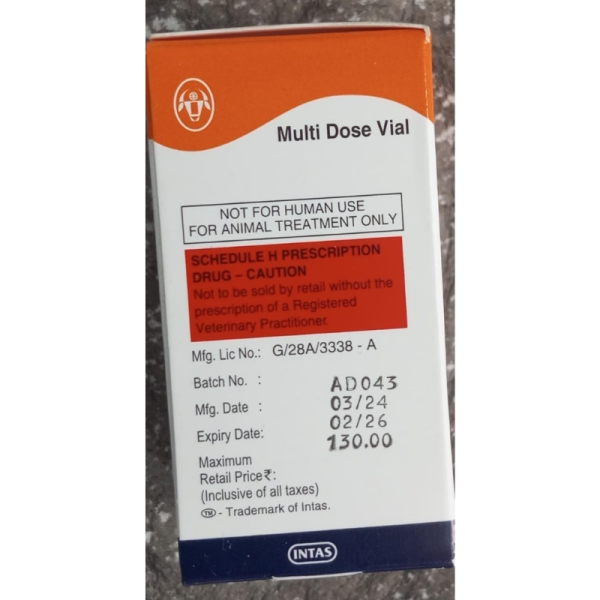 Multi Dose Vial
NOT FOR HUMAN USE
FOR ANIMAL TREATMENT ONLY
SCHEDULE H PRESCRIPTION
DRUG – CAUTION
Not to be sold by retail without the
prescription of a Registered
Veterinary Practitioner.
Mfg. Lic No.: G/28A/3338 - A
Batch No. : AD043
Mfg. Date : 03/24
Expiry Date: 02/26
Maximum 130.00
Retail Price₹:
(Inclusive of all taxes)
TM - Trademark of Intas.
INTAS